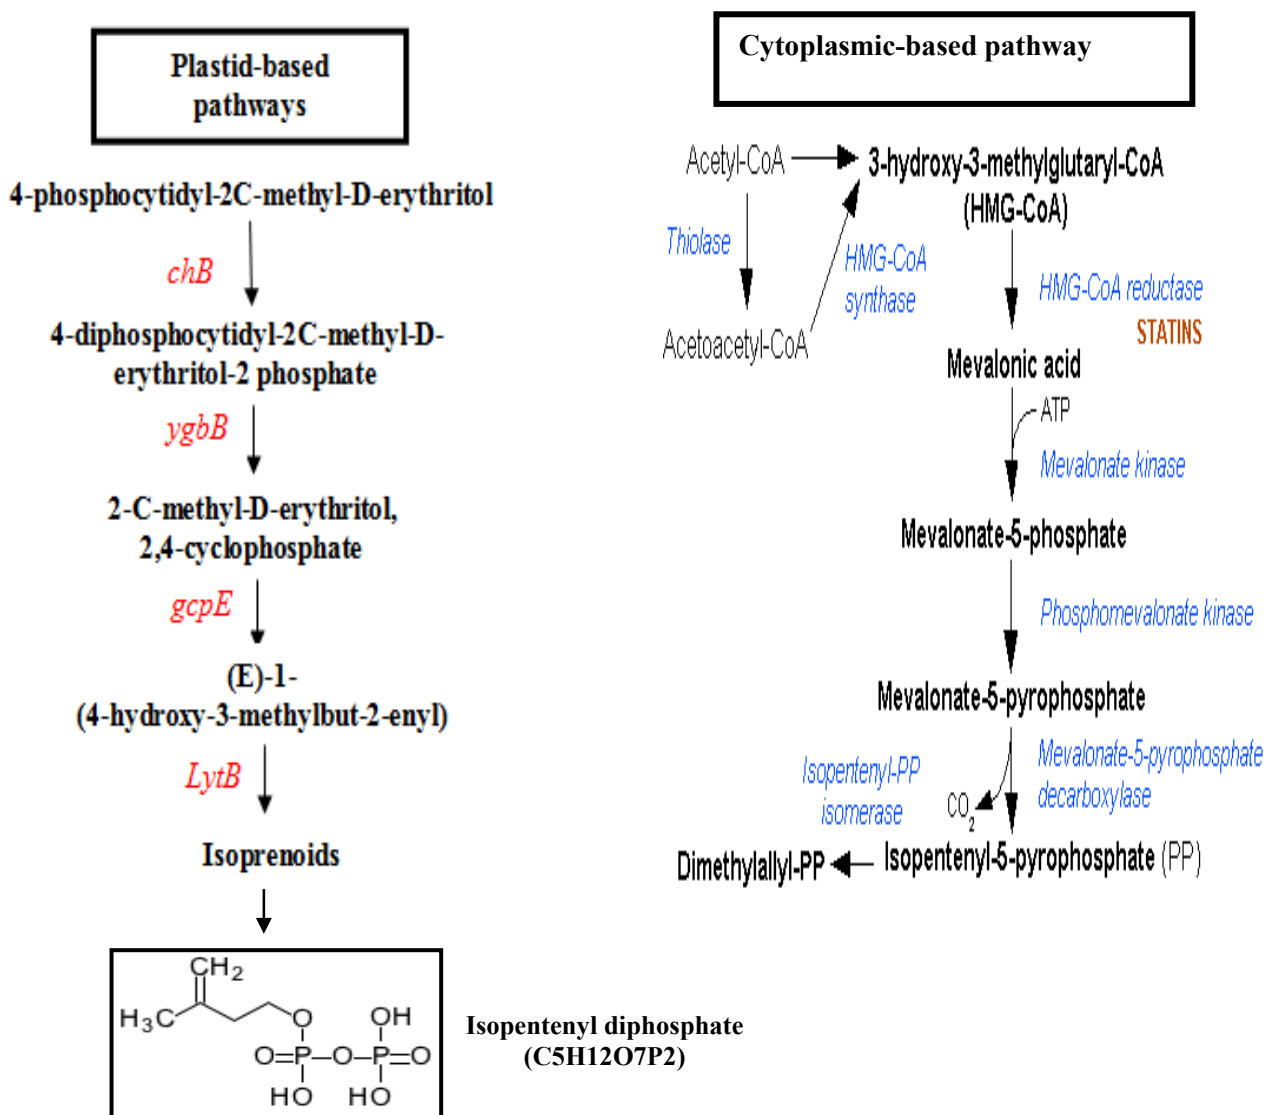 Plastid-based
pathways
4-phosphocytidyl-2C-methyl-D-erythritol
chB
4-diphosphocytidyl-2C-methyl-D-
erythritol-2 phosphate
ygbB
2-C-methyl-D-erythritol,
2,4-cyclophosphate
gcpE
(E)-1-
(4-hydroxy-3-methylbut-2-enyl)
LytB
Isoprenoids
CH2
H3C
O
OH
O=P–O–P=O
HO
HO
Isopentenyl diphosphate
(C5H12O7P2)
Cytoplasmic-based pathway
Acetyl-CoA
3-hydroxy-3-methylglutaryl-CoA
(HMG-CoA)
Thiolase
HMG-CoA
synthase
HMG-CoA reductase
STATINS
Acetoacetyl-CoA
Mevalonic acid
ATP
Mevalonate kinase
Mevalonate-5-phosphate
Phosphomevalonate kinase
Mevalonate-5-pyrophosphate
Isopentenyl-PP
isomerase
CO2
Mevalonate-5-pyrophosphate
decarboxylase
Dimethylallyl-PP
Isopentenyl-5-pyrophosphate (PP)